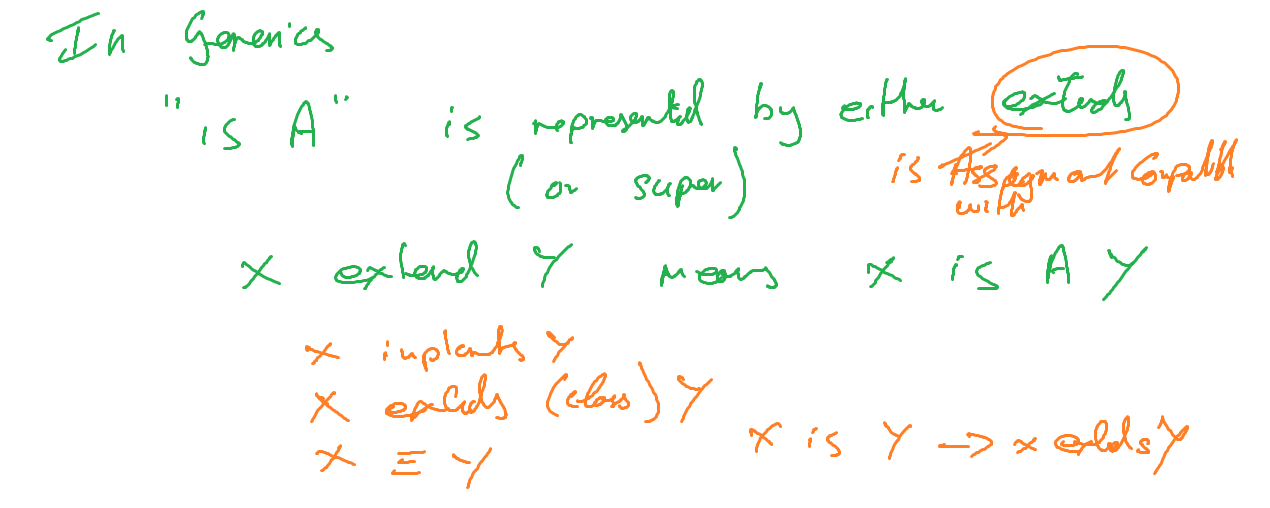 In Generics
"is A" is represented by either extends
(or super)
is Assignment Compatible
with
X extend Y means X is A Y
X implements Y
X extends (class) Y
X ≡ Y
X is Y → X extends Y